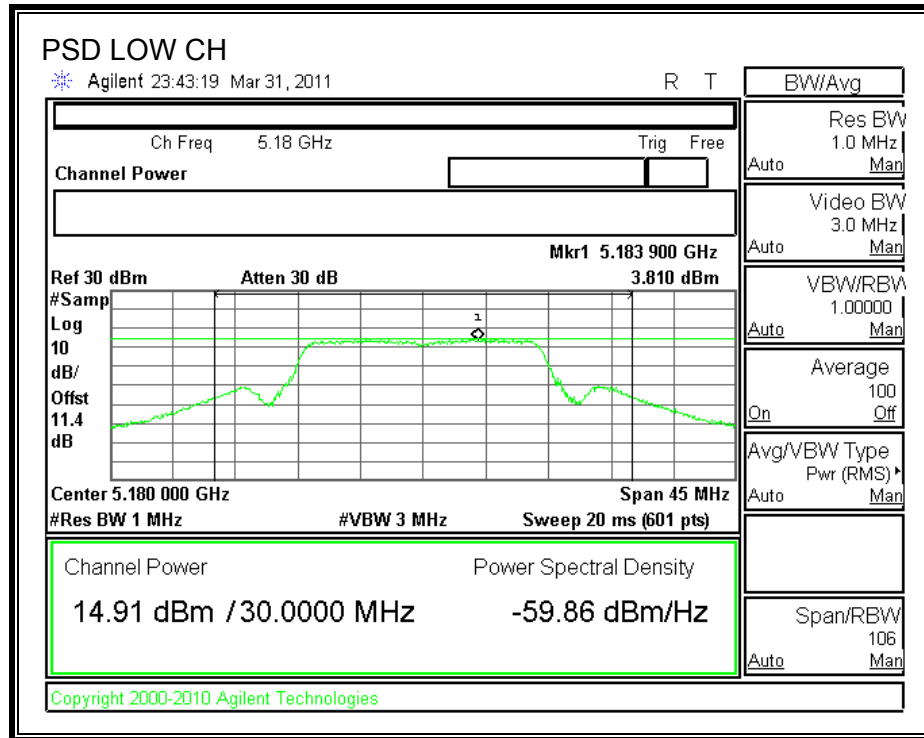 PSD LOW CH
Agilent 23:43:19 Mar 31, 2011 R T
Ch Freq 5.18 GHz Trig Free
Channel Power
Mkr1 5.183 900 GHz
Ref 30 dBm Atten 30 dB 3.810 dBm
#Samp
Log
10
dB/
Offst
11.4
dB
1
Center 5.180 000 GHz Span 45 MHz
#Res BW 1 MHz #VBW 3 MHz Sweep 20 ms (601 pts)
Channel Power Power Spectral Density
14.91 dBm / 30.0000 MHz -59.86 dBm/Hz
Copyright 2000-2010 Agilent Technologies
BW/Avg
Res BW
1.0 MHz
Auto Man
Video BW
3.0 MHz
Auto Man
VBW/RBW
1.00000
Auto Man
Average
100
On Off
Avg/VBW Type
Pwr (RMS)
Auto Man
Span/RBW
106
Auto Man